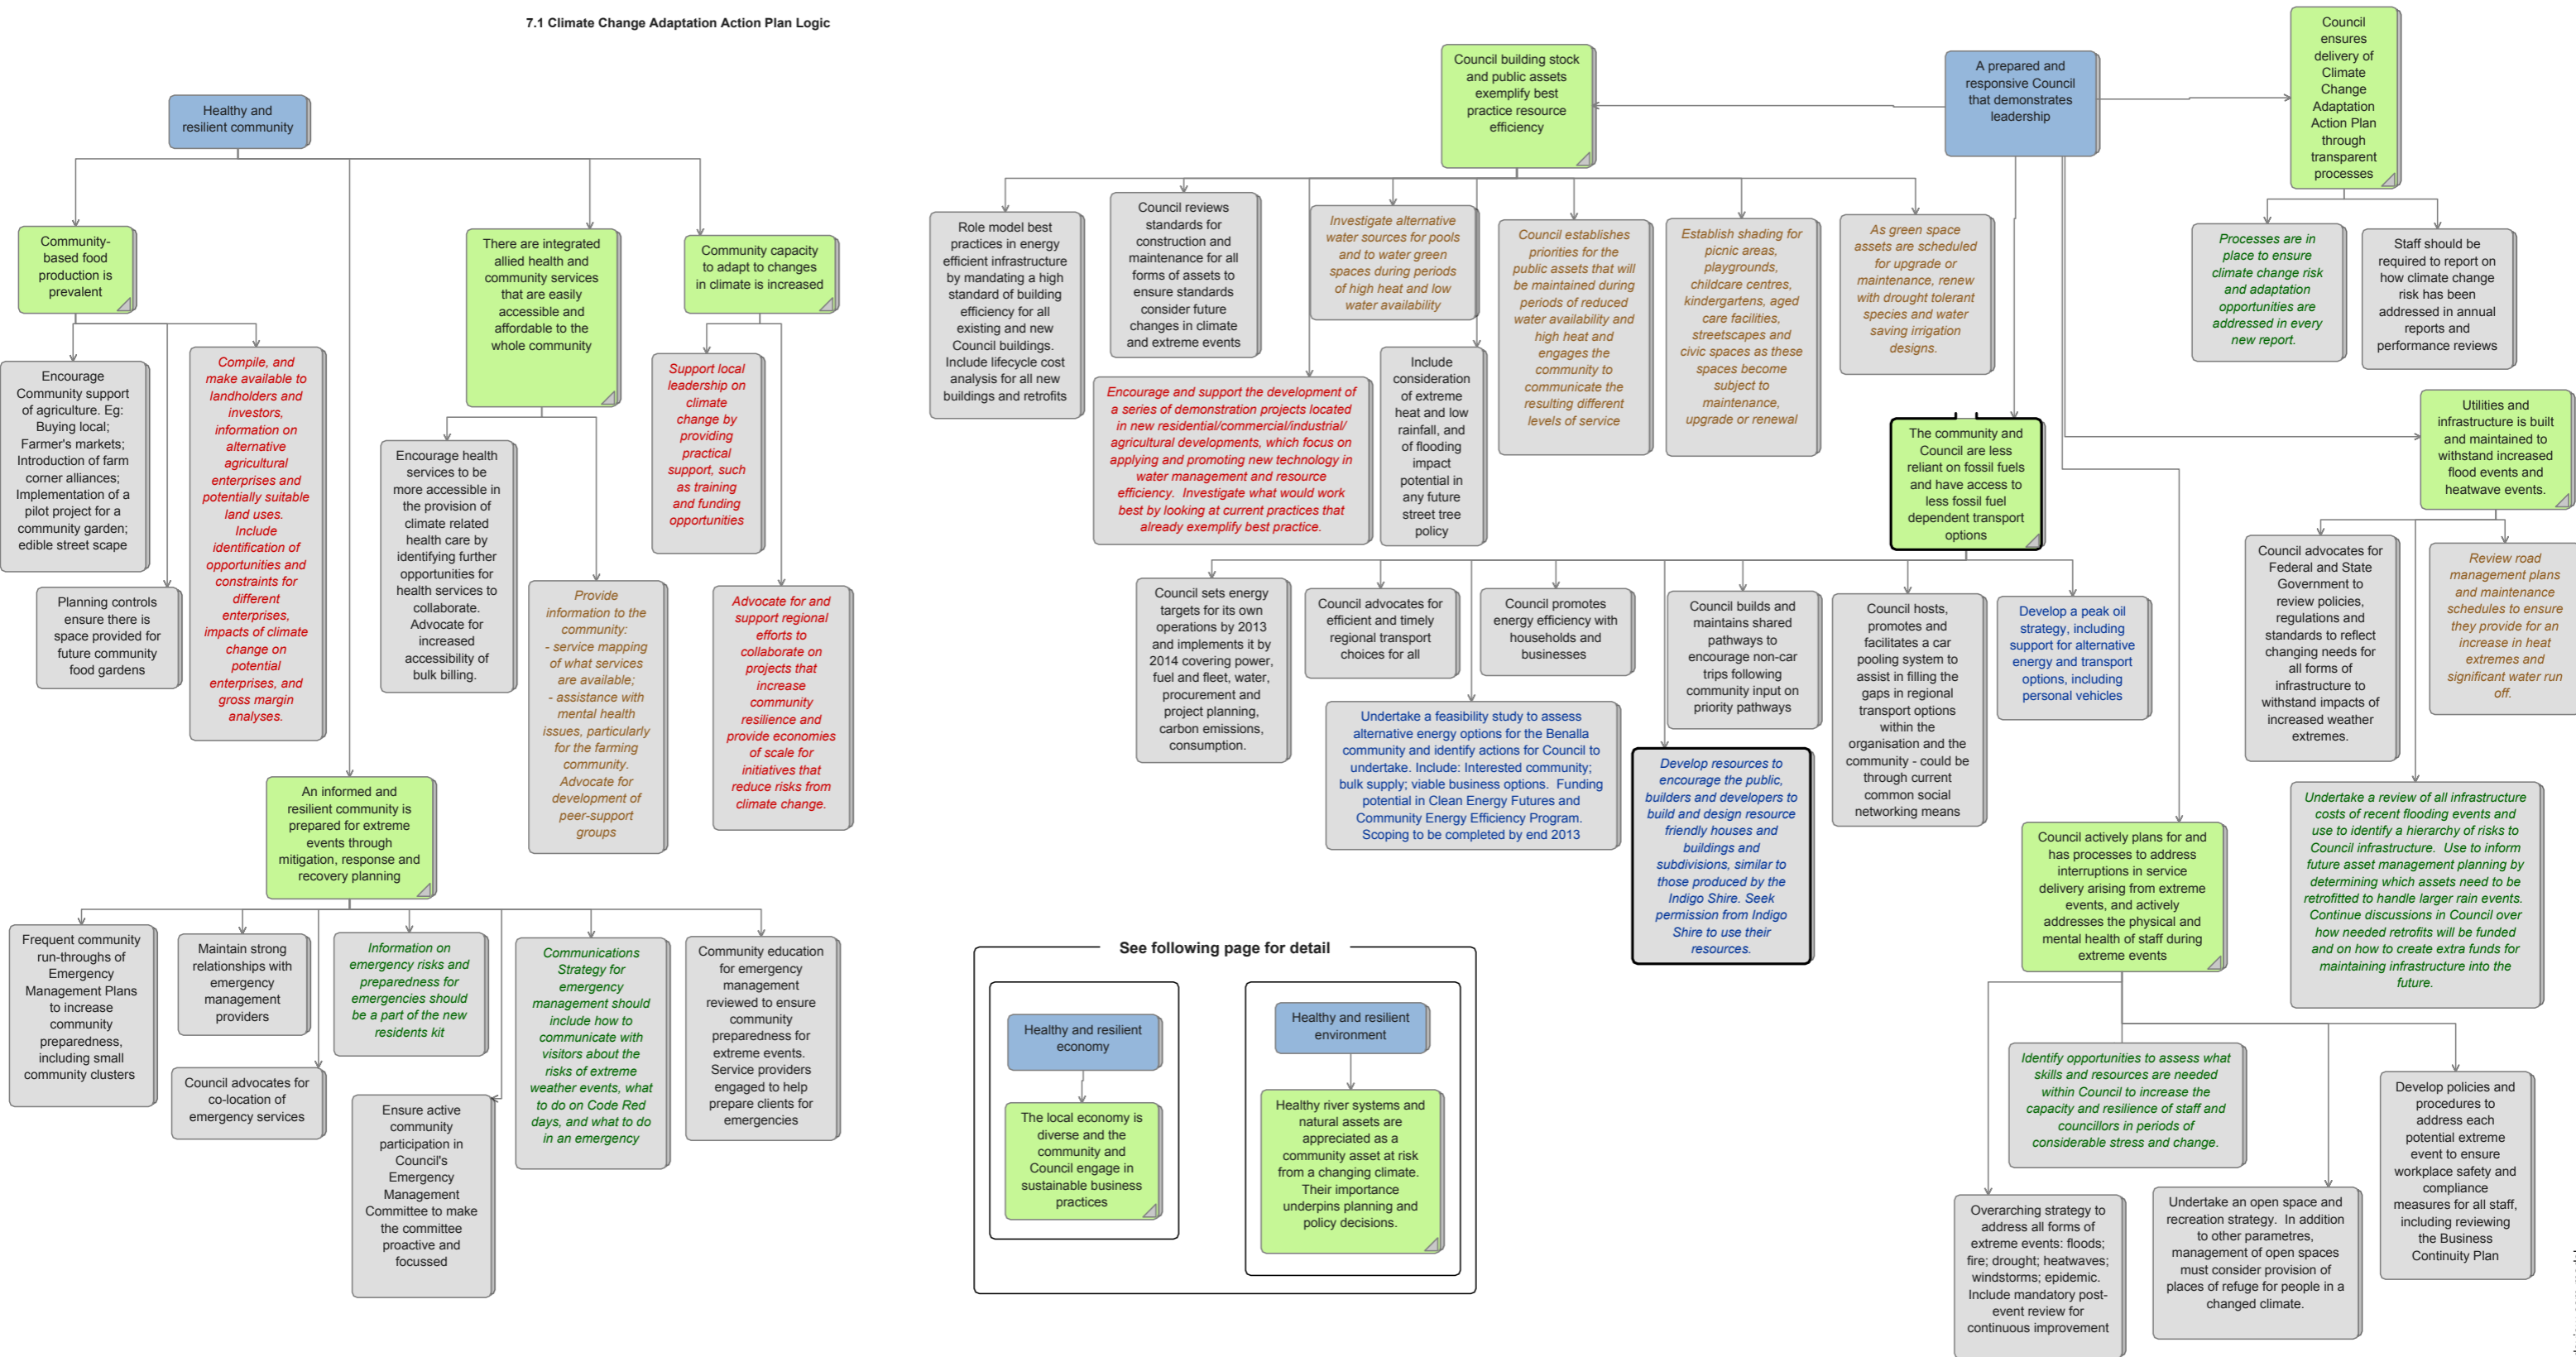 7.1 Climate Change Adaptation Action Plan Logic
Healthy and
resilient community
Community-
based food
production is
prevalent
There are integrated
allied health and
community services
that are easily
accessible and
affordable to the
whole community
Community capacity
to adapt to changes
in climate is increased
Encourage
Community support
of agriculture. Eg:
Buying local;
Farmer's markets;
Introduction of farm
corner alliances;
Implementation of a
pilot project for a
community garden;
edible street scape
Planning controls
ensure there is
space provided for
future community
food gardens
Compile, and
make available to
landholders and
investors,
information on
alternative
agricultural
enterprises and
potentially suitable
land uses.
Include
identification of
opportunities and
constraints for
different
enterprises,
impacts of climate
change on
potential
enterprises, and
gross margin
analyses.
Encourage health
services to be
more accessible in
the provision of
climate related
health care by
identifying further
opportunities for
health services to
collaborate.
Advocate for
increased
accessibility of
bulk billing.
Provide
information to the
community:
- service mapping
of what services
are available;
- assistance with
mental health
issues, particularly
for the farming
community.
Advocate for
development of
peer-support
groups
Support local
leadership on
climate
change by
providing
practical
support, such
as training
and funding
opportunities
Advocate for and
support regional
efforts to
collaborate on
projects that
increase
community
resilience and
provide economies
of scale for
initiatives that
reduce risks from
climate change.
An informed and
resilient community is
prepared for extreme
events through
mitigation, response and
recovery planning
Frequent community
run-throughs of
Emergency
Management Plans
to increase
community
preparedness,
including small
community clusters
Maintain strong
relationships with
emergency
management
providers
Council advocates for
co-location of
emergency services
Information on
emergency risks and
preparedness for
emergencies should
be a part of the new
residents kit
Ensure active
community
participation in
Council's
Emergency
Management
Committee to make
the committee
proactive and
focussed
Communications
Strategy for
emergency
management should
include how to
communicate with
visitors about the
risks of extreme
weather events, what
to do on Code Red
days, and what to do
in an emergency
Community education
for emergency
management
reviewed to ensure
community
preparedness for
extreme events.
Service providers
engaged to help
prepare clients for
emergencies
Council building stock
and public assets
exemplify best
practice resource
efficiency
A prepared and
responsive Council
that demonstrates
leadership
Council
ensures
delivery of
Climate
Change
Adaptation
Action Plan
through
transparent
processes
Role model best
practices in energy
efficient infrastructure
by mandating a high
standard of building
efficiency for all
existing and new
Council buildings.
Include lifecycle cost
analysis for all new
buildings and retrofits
Council reviews
standards for
construction and
maintenance for all
forms of assets to
ensure standards
consider future
changes in climate
and extreme events
Encourage and support the development of
a series of demonstration projects located
in new residential/commercial/industrial/
agricultural developments, which focus on
applying and promoting new technology in
water management and resource
efficiency.  Investigate what would work
best by looking at current practices that
already exemplify best practice.
Investigate alternative
water sources for pools
and to water green
spaces during periods
of high heat and low
water availability
Include
consideration
of extreme
heat and low
rainfall, and
of flooding
impact
potential in
any future
street tree
policy
Council establishes
priorities for the
public assets that will
be maintained during
periods of reduced
water availability and
high heat and
engages the
community to
communicate the
resulting different
levels of service
Establish shading for
picnic areas,
playgrounds,
childcare centres,
kindergartens, aged
care facilities,
streetscapes and
civic spaces as these
spaces become
subject to
maintenance,
upgrade or renewal
As green space
assets are scheduled
for upgrade or
maintenance, renew
with drought tolerant
species and water
saving irrigation
designs.
Processes are in
place to ensure
climate change risk
and adaptation
opportunities are
addressed in every
new report.
Staff should be
required to report on
how climate change
risk has been
addressed in annual
reports and
performance reviews
The community and
Council are less
reliant on fossil fuels
and have access to
less fossil fuel
dependent transport
options
Utilities and
infrastructure is built
and maintained to
withstand increased
flood events and
heatwave events.
Council sets energy
targets for its own
operations by 2013
and implements it by
2014 covering power,
fuel and fleet, water,
procurement and
project planning,
carbon emissions,
consumption.
Council advocates for
efficient and timely
regional transport
choices for all
Undertake a feasibility study to assess
alternative energy options for the Benalla
community and identify actions for Council to
undertake. Include: Interested community;
bulk supply; viable business options.  Funding
potential in Clean Energy Futures and
Community Energy Efficiency Program.
Scoping to be completed by end 2013
Council promotes
energy efficiency with
households and
businesses
Develop resources to
encourage the public,
builders and developers to
build and design resource
friendly houses and
buildings and
subdivisions, similar to
those produced by the
Indigo Shire. Seek
permission from Indigo
Shire to use their
resources.
Council builds and
maintains shared
pathways to
encourage non-car
trips following
community input on
priority pathways
Council hosts,
promotes and
facilitates a car
pooling system to
assist in filling the
gaps in regional
transport options
within the
organisation and the
community - could be
through current
common social
networking means
Develop a peak oil
strategy, including
support for alternative
energy and transport
options, including
personal vehicles
Council advocates for
Federal and State
Government to
review policies,
regulations and
standards to reflect
changing needs for
all forms of
infrastructure to
withstand impacts of
increased weather
extremes.
Review road
management plans
and maintenance
schedules to ensure
they provide for an
increase in heat
extremes and
significant water run
off.
Undertake a review of all infrastructure
costs of recent flooding events and
use to identify a hierarchy of risks to
Council infrastructure.  Use to inform
future asset management planning by
determining which assets need to be
retrofitted to handle larger rain events.
Continue discussions in Council over
how needed retrofits will be funded
and on how to create extra funds for
maintaining infrastructure into the
future.
Council actively plans for and
has processes to address
interruptions in service
delivery arising from extreme
events, and actively
addresses the physical and
mental health of staff during
extreme events
Identify opportunities to assess what
skills and resources are needed
within Council to increase the
capacity and resilience of staff and
councillors in periods of
considerable stress and change.
Overarching strategy to
address all forms of
extreme events: floods;
fire; drought; heatwaves;
windstorms; epidemic.
Include mandatory post-
event review for
continuous improvement
Undertake an open space and
recreation strategy.  In addition
to other parametres,
management of open spaces
must consider provision of
places of refuge for people in a
changed climate.
Develop policies and
procedures to
address each
potential extreme
event to ensure
workplace safety and
compliance
measures for all staff,
including reviewing
the Business
Continuity Plan
See following page for detail
Healthy and resilient
economy
The local economy is
diverse and the
community and
Council engage in
sustainable business
practices
Healthy and resilient
environment
Healthy river systems and
natural assets are
appreciated as a
community asset at risk
from a changing climate.
Their importance
underpins planning and
policy decisions.